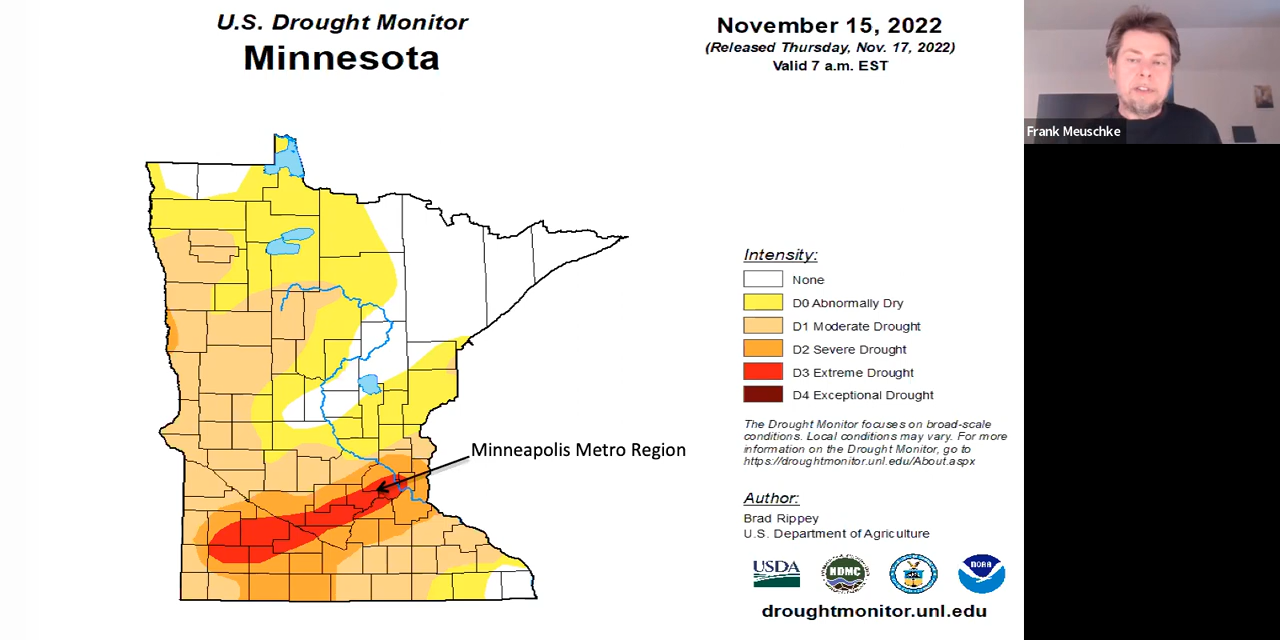 U.S. Drought Monitor
Minnesota
November 15, 2022
(Released Thursday, Nov. 17, 2022)
Valid 7 a.m. EST
Frank Meuschke
Minneapolis Metro Region
Intensity:
None
D0 Abnormally Dry
D1 Moderate Drought
D2 Severe Drought
D3 Extreme Drought
D4 Exceptional Drought
The Drought Monitor focuses on broad-scale
conditions. Local conditions may vary. For more
information on the Drought Monitor, go to
https://droughtmonitor.unl.edu/About.aspx
Author:
Brad Rippey
U.S. Department of Agriculture
USDA
NDMC
NOAA
droughtmonitor.unl.edu